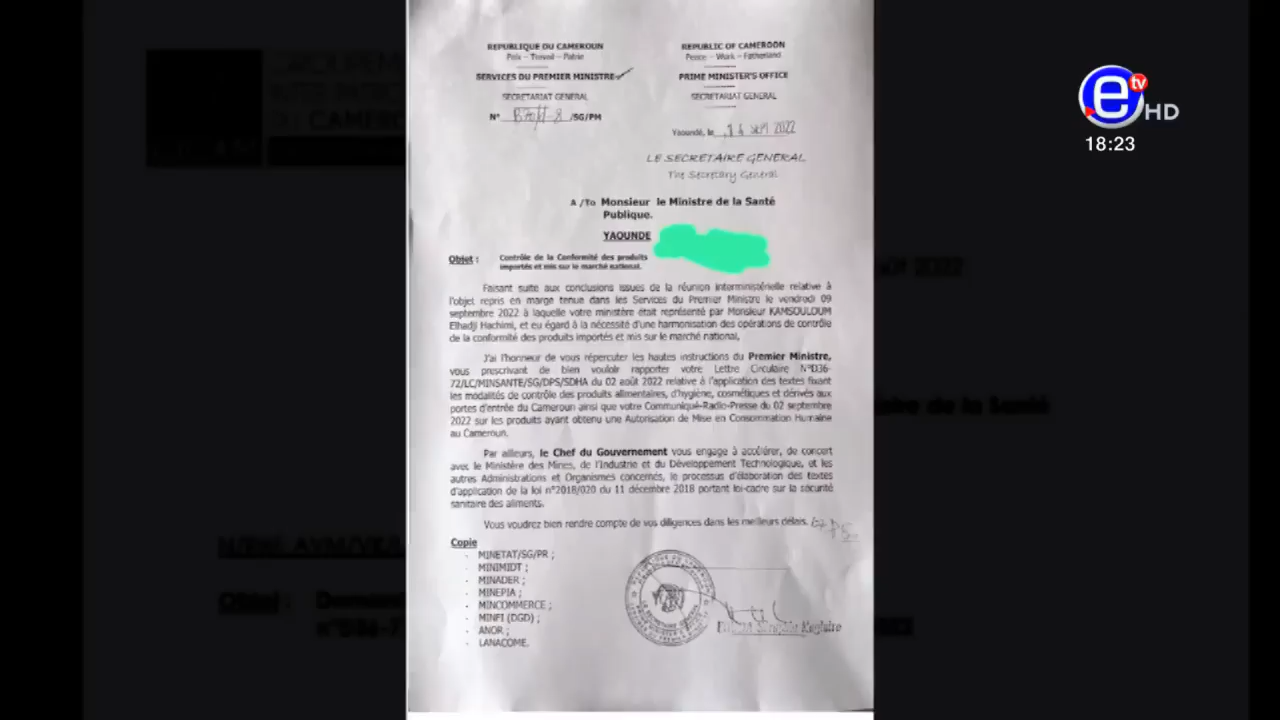 REPUBLIQUE DU CAMEROUN
Paix – Travail – Patrie
SERVICES DU PREMIER MINISTRE
SECRETARIAT GENERAL
N° /SG/PM
REPUBLIC OF CAMEROON
Peace – Work – Fatherland
PRIME MINISTER'S OFFICE
SECRETARIAT GENERAL
Yaoundé, le 2022
LE SECRETAIRE GENERAL
The Secretary General
A /To Monsieur le Ministre de la Santé
Publique.
YAOUNDE
Objet : Contrôle de la Conformité des produits
importés et mis sur le marché national.
Faisant suite aux conclusions issues de la réunion interministérielle relative à
l'objet repris en marge tenue dans les Services du Premier Ministre le vendredi 09
septembre 2022 à laquelle votre ministère était représenté par Monsieur KAMSOULOUM
Elhadji Hachimi, et eu égard à la nécessité d'une harmonisation des opérations de contrôle
de la conformité des produits importés et mis sur le marché national,
J'ai l'honneur de vous répercuter les hautes instructions du Premier Ministre,
vous prescrivant de bien vouloir rapporter votre Lettre Circulaire N°D36-
72/LC/MINSANTE/SG/DPS/SDHA du 02 août 2022 relative à l'application des textes fixant
les modalités de contrôle des produits alimentaires, d'hygiène, cosmétiques et dérivés aux
portes d'entrée du Cameroun ainsi que votre Communiqué-Radio-Presse du 02 septembre
2022 sur les produits ayant obtenu une Autorisation de Mise en Consommation Humaine
au Cameroun.
Par ailleurs, le Chef du Gouvernement vous engage à accélérer, de concert
avec le Ministère des Mines, de l'Industrie et du Développement Technologique, et les
autres Administrations et Organismes concernés, le processus d'élaboration des textes
d'application de la loi n°2018/020 du 11 décembre 2018 portant loi-cadre sur la sécurité
sanitaire des aliments.
Vous voudrez bien rendre compte de vos diligences dans les meilleurs délais.
Copie
- MINETAT/SG/PR ;
- MINIMIDT ;
- MINADER ;
- MINEPIA ;
- MINCOMMERCE ;
- MINFI (DGD) ;
- ANOR ;
- LANACOME.
e tv HD
18:23